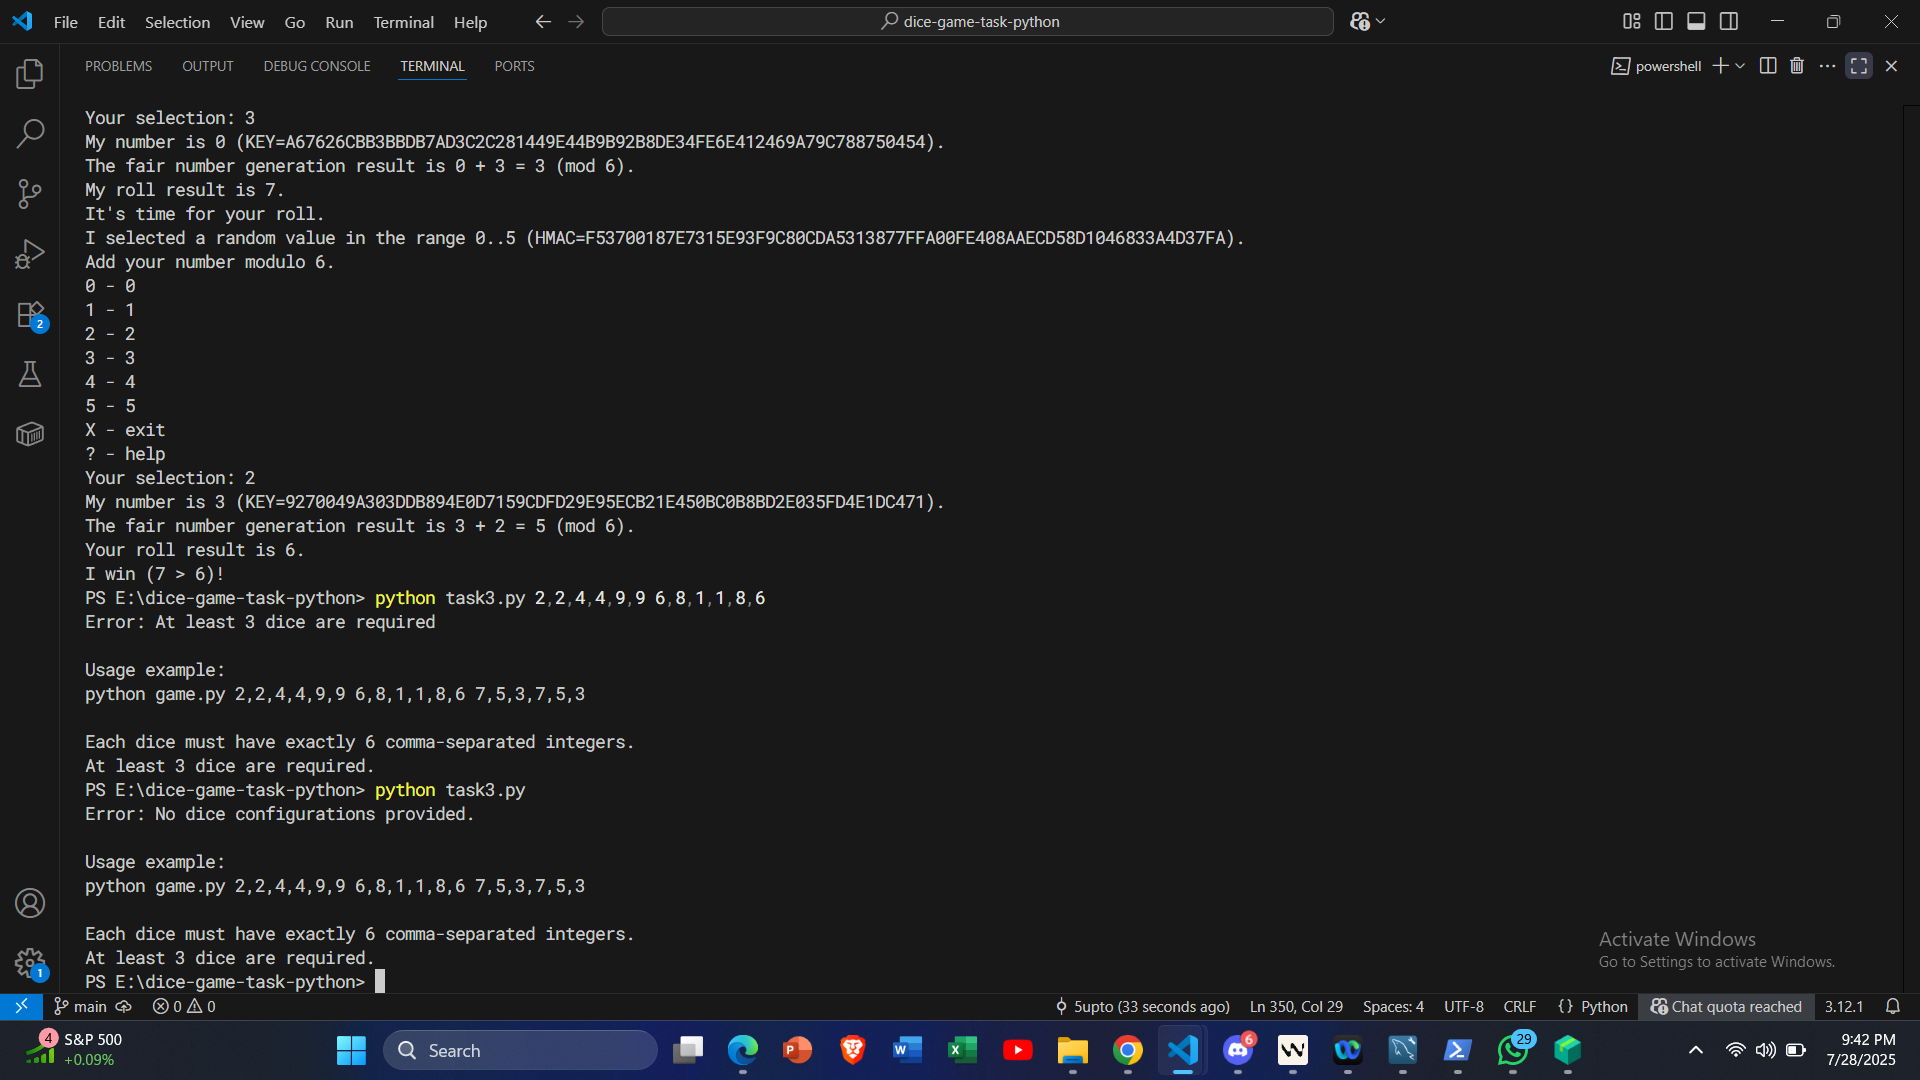 File Edit Selection View Go Run Terminal Help
dice-game-task-python
PROBLEMS OUTPUT DEBUG CONSOLE TERMINAL PORTS
powershell
Your selection: 3
My number is 0 (KEY=A67626CBB3BBDB7AD3C2C281449E44B9B92B8DE34FE6E412469A79C788750454).
The fair number generation result is 0 + 3 = 3 (mod 6).
My roll result is 7.
It's time for your roll.
I selected a random value in the range 0..5 (HMAC=F53700187E7315E93F9C80CDA5313877FFA00FE408AAECD58D1046833A4D37FA).
Add your number modulo 6.
0 - 0
1 - 1
2 - 2
3 - 3
4 - 4
5 - 5
X - exit
? - help
Your selection: 2
My number is 3 (KEY=9270049A303DDB894E0D7159CDFD29E95ECB21E450BC0B8BD2E035FD4E1DC471).
The fair number generation result is 3 + 2 = 5 (mod 6).
Your roll result is 6.
I win (7 > 6)!
PS E:\dice-game-task-python> python task3.py 2,2,4,4,9,9 6,8,1,1,8,6
Error: At least 3 dice are required
Usage example:
python game.py 2,2,4,4,9,9 6,8,1,1,8,6 7,5,3,7,5,3
Each dice must have exactly 6 comma-separated integers.
At least 3 dice are required.
PS E:\dice-game-task-python> python task3.py
Error: No dice configurations provided.
Usage example:
python game.py 2,2,4,4,9,9 6,8,1,1,8,6 7,5,3,7,5,3
Each dice must have exactly 6 comma-separated integers.
At least 3 dice are required.
PS E:\dice-game-task-python>
2
1
Activate Windows
Go to Settings to activate Windows.
main 0 0 5upto (33 seconds ago) Ln 350, Col 29 Spaces: 4 UTF-8 CRLF {} Python Chat quota reached 3.12.1
4 S&P 500
+0.09%
Search
6
29
9:42 PM
7/28/2025